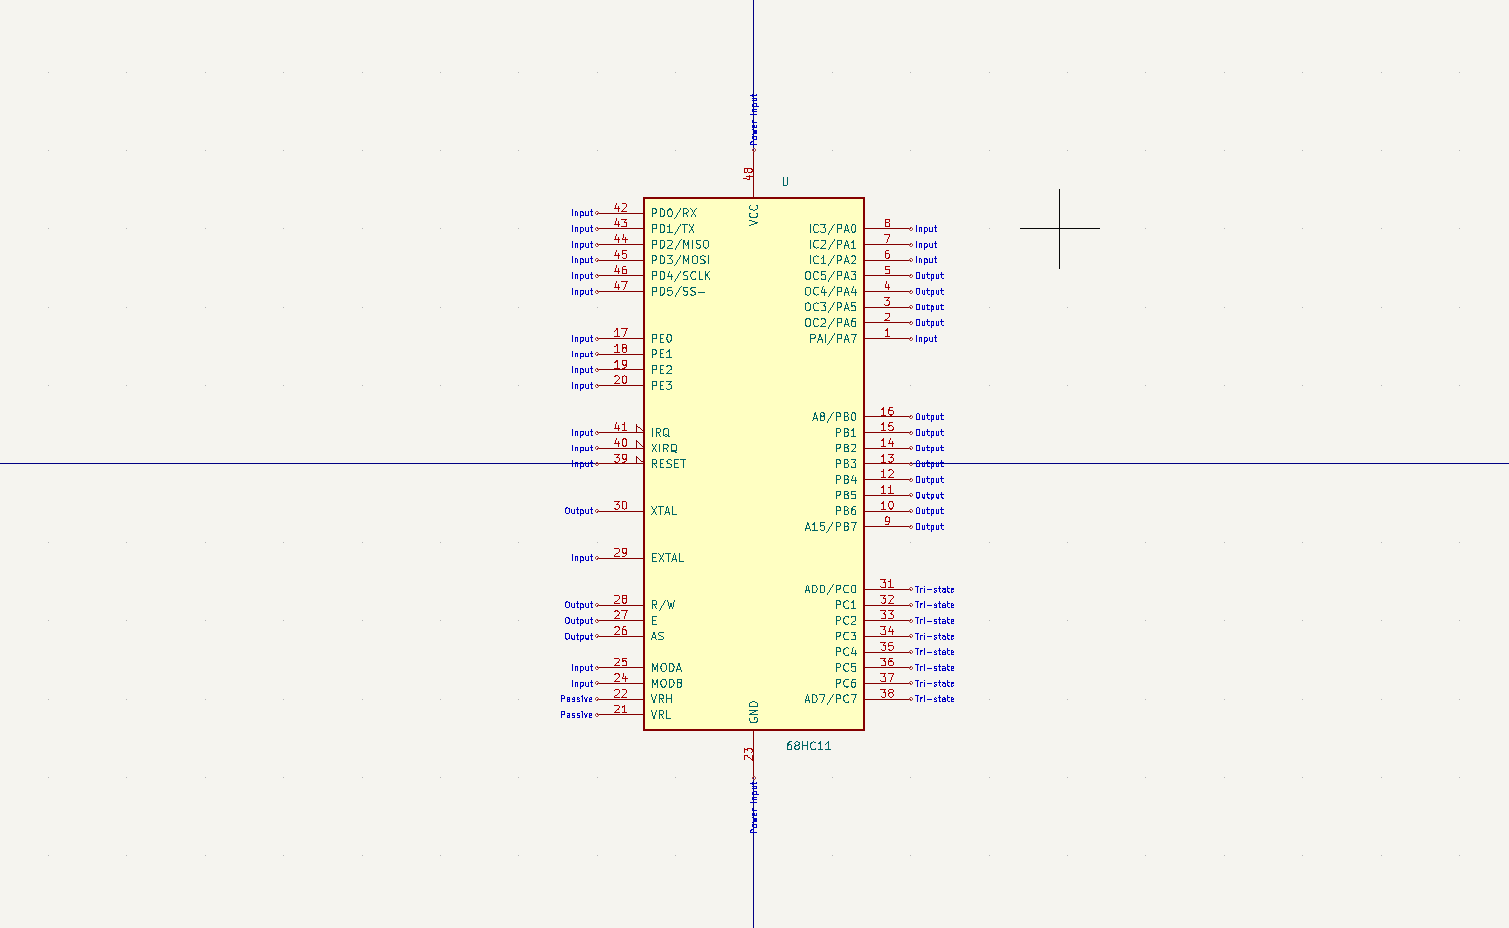 Power Input
48
U
VCC
Input 42 PD0/RX
Input 43 PD1/TX
Input 44 PD2/MISO
Input 45 PD3/MOSI
Input 46 PD4/SCLK
Input 47 PD5/SS-
Input 17 PE0
Input 18 PE1
Input 19 PE2
Input 20 PE3
Input 41 IRQ
Input 40 XIRQ
Input 39 RESET
Output 30 XTAL
Input 29 EXTAL
Output 28 R/W
Output 27 E
Output 26 AS
Input 25 MODA
Input 24 MODB
Passive 22 VRH
Passive 21 VRL
IC3/PA0 8 Input
IC2/PA1 7 Input
IC1/PA2 6 Input
OC5/PA3 5 Output
OC4/PA4 4 Output
OC3/PA5 3 Output
OC2/PA6 2 Output
PAI/PA7 1 Input
A8/PB0 16 Output
PB1 15 Output
PB2 14 Output
PB3 13 Output
PB4 12 Output
PB5 11 Output
PB6 10 Output
A15/PB7 9 Output
AD0/PC0 31 Tri-state
PC1 32 Tri-state
PC2 33 Tri-state
PC3 34 Tri-state
PC4 35 Tri-state
PC5 36 Tri-state
PC6 37 Tri-state
AD7/PC7 38 Tri-state
GND
68HC11
23
Power Input